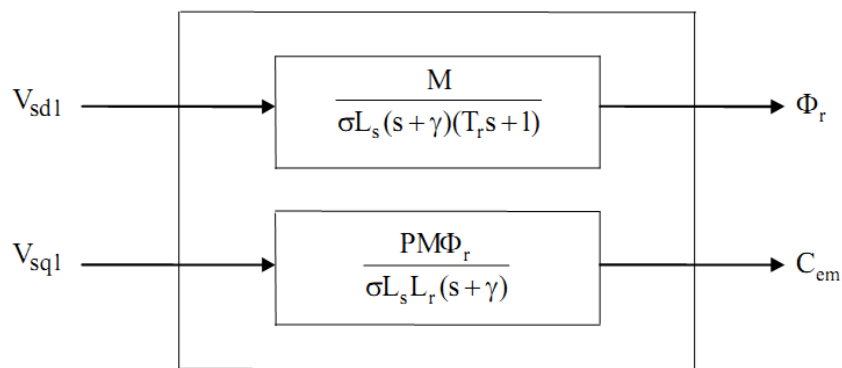 V_sd1
M
σL_s(s+γ)(T_r s+1)
Φ_r
V_sq1
PMΦ_r
σL_s L_r(s+γ)
C_em